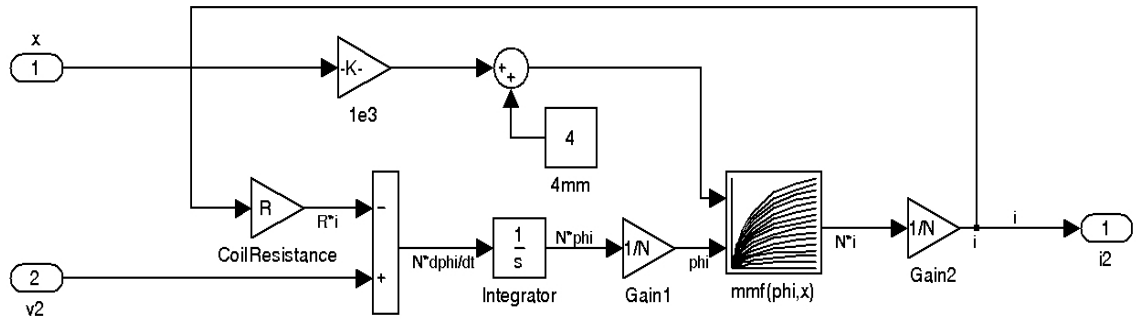 x
1
-K-
1e3
+
+
4
4mm
R
CoilResistance
R*i
−
+
2
v2
N*dphi/dt
1
s
Integrator
N*phi
1/N
Gain1
phi
mmf(phi,x)
N*i
1/N
Gain2
i
i
1
i2